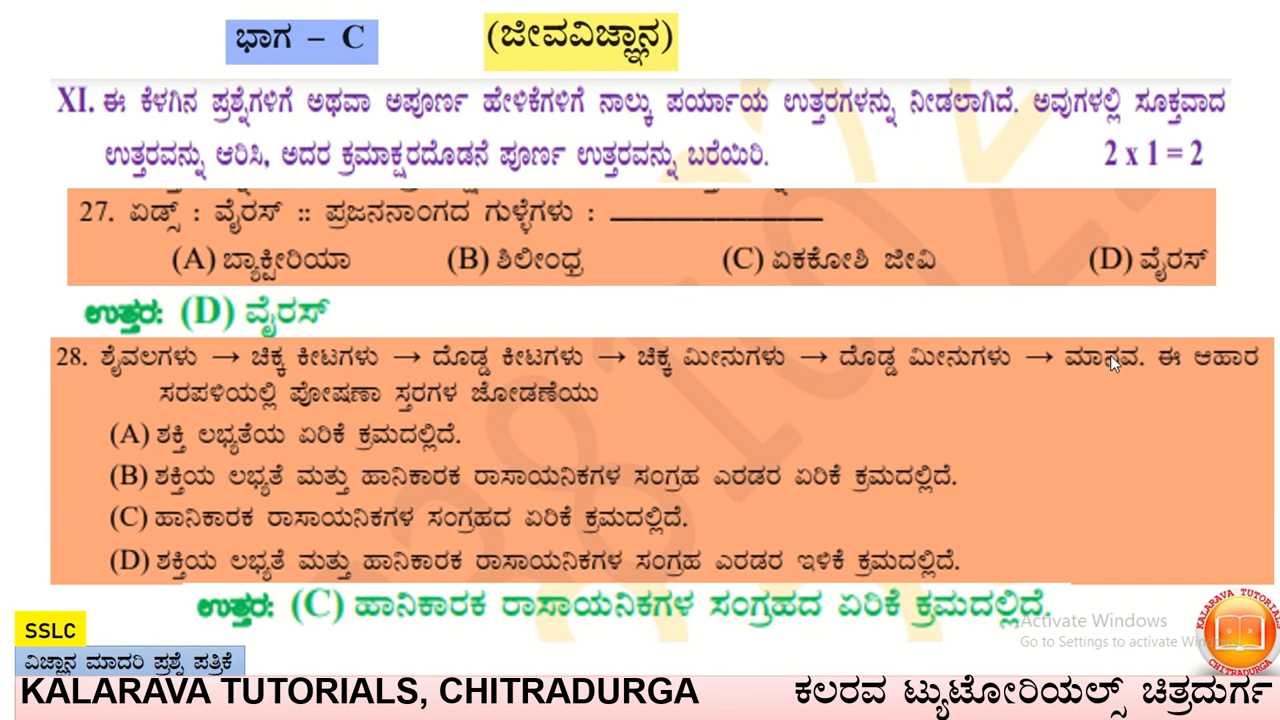 ಭಾಗ – C
(ಜೀವವಿಜ್ಞಾನ)
XI. ಈ ಕೆಳಗಿನ ಪ್ರಶ್ನೆಗಳಿಗೆ ಅಥವಾ ಅಪೂರ್ಣ ಹೇಳಿಕೆಗಳಿಗೆ ನಾಲ್ಕು ಪರ್ಯಾಯ ಉತ್ತರಗಳನ್ನು ನೀಡಲಾಗಿದೆ. ಅವುಗಳಲ್ಲಿ ಸೂಕ್ತವಾದ
ಉತ್ತರವನ್ನು ಆರಿಸಿ, ಅದರ ಕ್ರಮಾಕ್ಷರದೊಡನೆ ಪೂರ್ಣ ಉತ್ತರವನ್ನು ಬರೆಯಿರಿ. 2 x 1 = 2
27. ಏಡ್ಸ್ : ವೈರಸ್ :: ಪ್ರಜನನಾಂಗದ ಗುಳ್ಳೆಗಳು : ________________
(A) ಬ್ಯಾಕ್ಟೀರಿಯಾ (B) ಶಿಲೀಂಧ್ರ (C) ಏಕಕೋಶಿ ಜೀವಿ (D) ವೈರಸ್
ಉತ್ತರ: (D) ವೈರಸ್
28. ಶೈವಲಗಳು → ಚಿಕ್ಕ ಕೀಟಗಳು → ದೊಡ್ಡ ಕೀಟಗಳು → ಚಿಕ್ಕ ಮೀನುಗಳು → ದೊಡ್ಡ ಮೀನುಗಳು → ಮಾನವ. ಈ ಆಹಾರ
ಸರಪಳಿಯಲ್ಲಿ ಪೋಷಣಾ ಸ್ತರಗಳ ಜೋಡಣೆಯು
(A) ಶಕ್ತಿ ಲಭ್ಯತೆಯ ಏರಿಕೆ ಕ್ರಮದಲ್ಲಿದೆ.
(B) ಶಕ್ತಿಯ ಲಭ್ಯತೆ ಮತ್ತು ಹಾನಿಕಾರಕ ರಾಸಾಯನಿಕಗಳ ಸಂಗ್ರಹ ಎರಡರ ಏರಿಕೆ ಕ್ರಮದಲ್ಲಿದೆ.
(C) ಹಾನಿಕಾರಕ ರಾಸಾಯನಿಕಗಳ ಸಂಗ್ರಹದ ಏರಿಕೆ ಕ್ರಮದಲ್ಲಿದೆ.
(D) ಶಕ್ತಿಯ ಲಭ್ಯತೆ ಮತ್ತು ಹಾನಿಕಾರಕ ರಾಸಾಯನಿಕಗಳ ಸಂಗ್ರಹ ಎರಡರ ಇಳಿಕೆ ಕ್ರಮದಲ್ಲಿದೆ.
ಉತ್ತರ: (C) ಹಾನಿಕಾರಕ ರಾಸಾಯನಿಕಗಳ ಸಂಗ್ರಹದ ಏರಿಕೆ ಕ್ರಮದಲ್ಲಿದೆ.
Activate Windows
Go to Settings to activate
KALARAVA TUTORIALS
CHITRADURGA
SSLC
ವಿಜ್ಞಾನ ಮಾದರಿ ಪ್ರಶ್ನೆ ಪತ್ರಿಕೆ
KALARAVA TUTORIALS, CHITRADURGA ಕಲರವ ಟ್ಯುಟೋರಿಯಲ್ಸ್ ಚಿತ್ರದುರ್ಗ